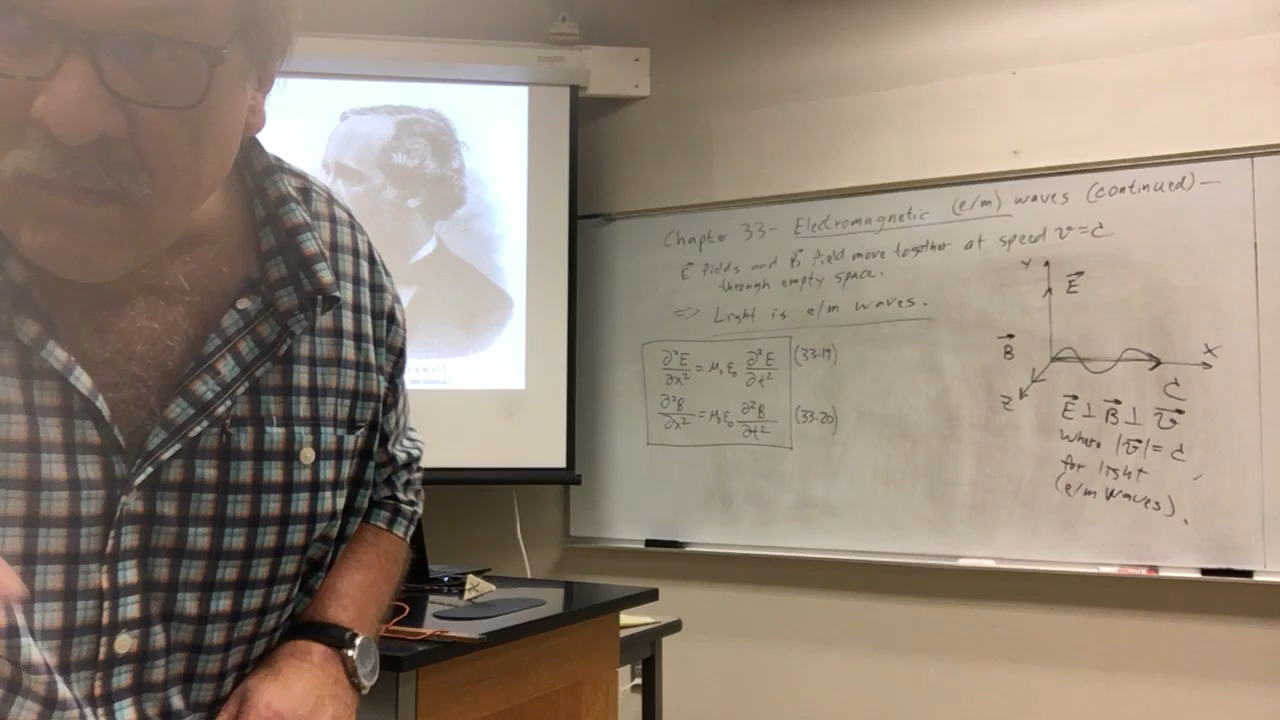 Chapter 33- Electromagnetic (e/m) waves (continued)-
E⃗ fields and B⃗ field move together at speed v=c
through empty space.
=> Light is e/m waves.
∂²E/∂x² = μ₀ε₀ ∂²E/∂t² (33-19)
∂²B/∂x² = μ₀ε₀ ∂²B/∂t² (33-20)
Y
E⃗
B⃗
X
Z
c⃗
E⃗ ⊥ B⃗ ⊥ v⃗
where |v⃗|=c
for light
(e/m waves).